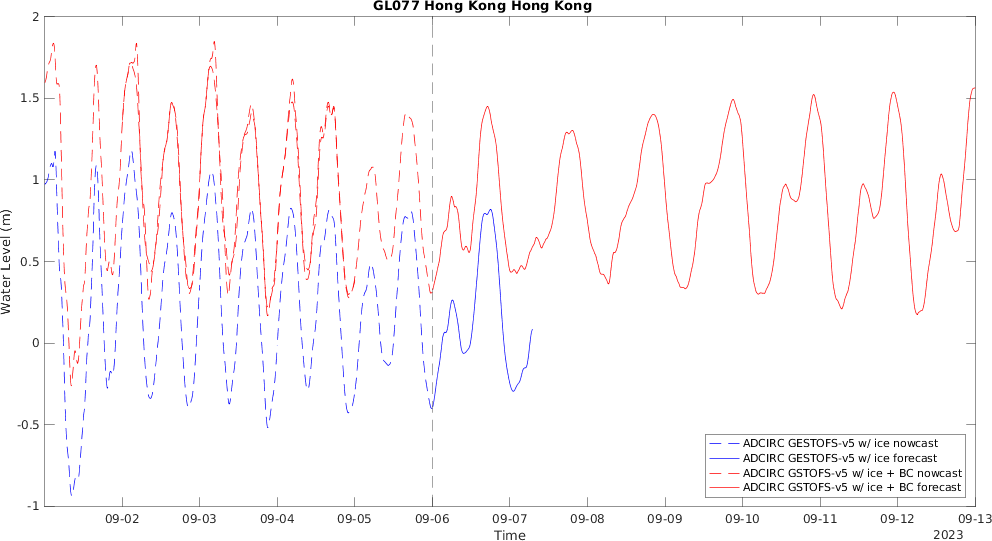 GL077 Hong Kong Hong Kong
Water Level (m)
2
1.5
1
0.5
0
-0.5
-1
ADCIRC GESTOFS-v5 w/ ice nowcast
ADCIRC GESTOFS-v5 w/ ice forecast
ADCIRC GSTOFS-v5 w/ ice + BC nowcast
ADCIRC GSTOFS-v5 w/ ice + BC forecast
09-02 09-03 09-04 09-05 09-06 09-07 09-08 09-09 09-10 09-11 09-12 09-13
Time
2023